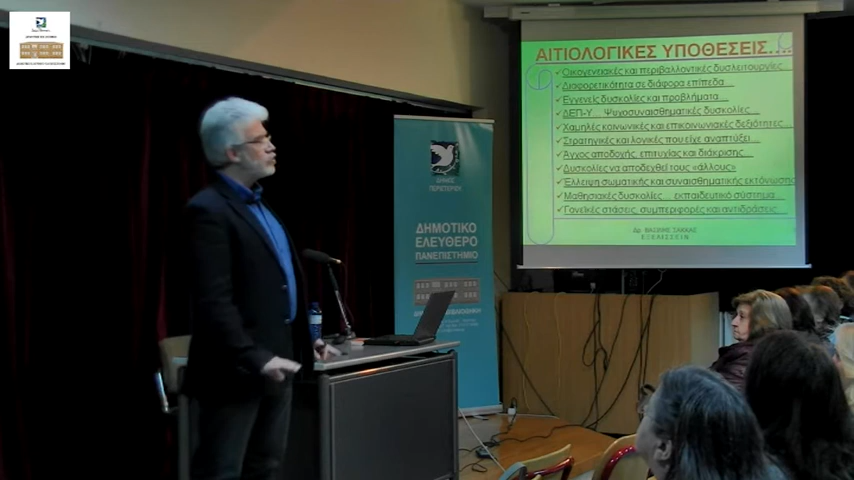 ΑΙΤΙΟΛΟΓΙΚΕΣ ΥΠΟΘΕΣΕΙΣ....
✓ Οικογενειακές και περιβαλλοντικές δυσλειτουργίες...
✓ Διαφορετικότητα σε διάφορα επίπεδα...
✓ Εγγενείς δυσκολίες και προβλήματα...
✓ ΔΕΠ-Υ... Ψυχοσυναισθηματικές δυσκολίες...
✓ Χαμηλές κοινωνικές και επικοινωνιακές δεξιότητες...
✓ Στρατηγικές και λογικές που είχε αναπτύξει...
✓ Άγχος αποδοχής, επιτυχίας και διάκρισης...
✓ Δυσκολίες να αποδεχθεί τους «άλλους»
✓ Έλλειψη σωματικής και συναισθηματικής εκτόνωσης
✓ Μαθησιακές δυσκολίες... εκπαιδευτικό σύστημα...
✓ Γονεϊκές στάσεις, συμπεριφορές και αντιδράσεις...
Δρ. ΒΑΣΙΛΗΣ ΣΑΚΚΑΣ
ΔΗΜΟΣ
ΠΕΡΙΣΤΕΡΙΟΥ
ΔΗΜΟΤΙΚΟ
ΕΛΕΥΘΕΡΟ
ΠΑΝΕΠΙΣΤΗΜΙΟ